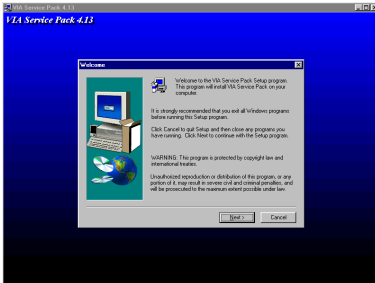 VIA Service Pack 4.13
VIA Service Pack 4.13
Welcome
Welcome to the VIA Service Pack Setup program.
This program will install VIA Service Pack on your
computer.
It is strongly recommended that you exit all Windows programs
before running this Setup program.
Click Cancel to quit Setup and then close any programs you
have running. Click Next to continue with the Setup program.
WARNING: This program is protected by copyright law and
international treaties.
Unauthorized reproduction or distribution of this program, or any
portion of it, may result in severe civil and criminal penalties, and
will be prosecuted to the maximum extent possible under law.
Next >
Cancel